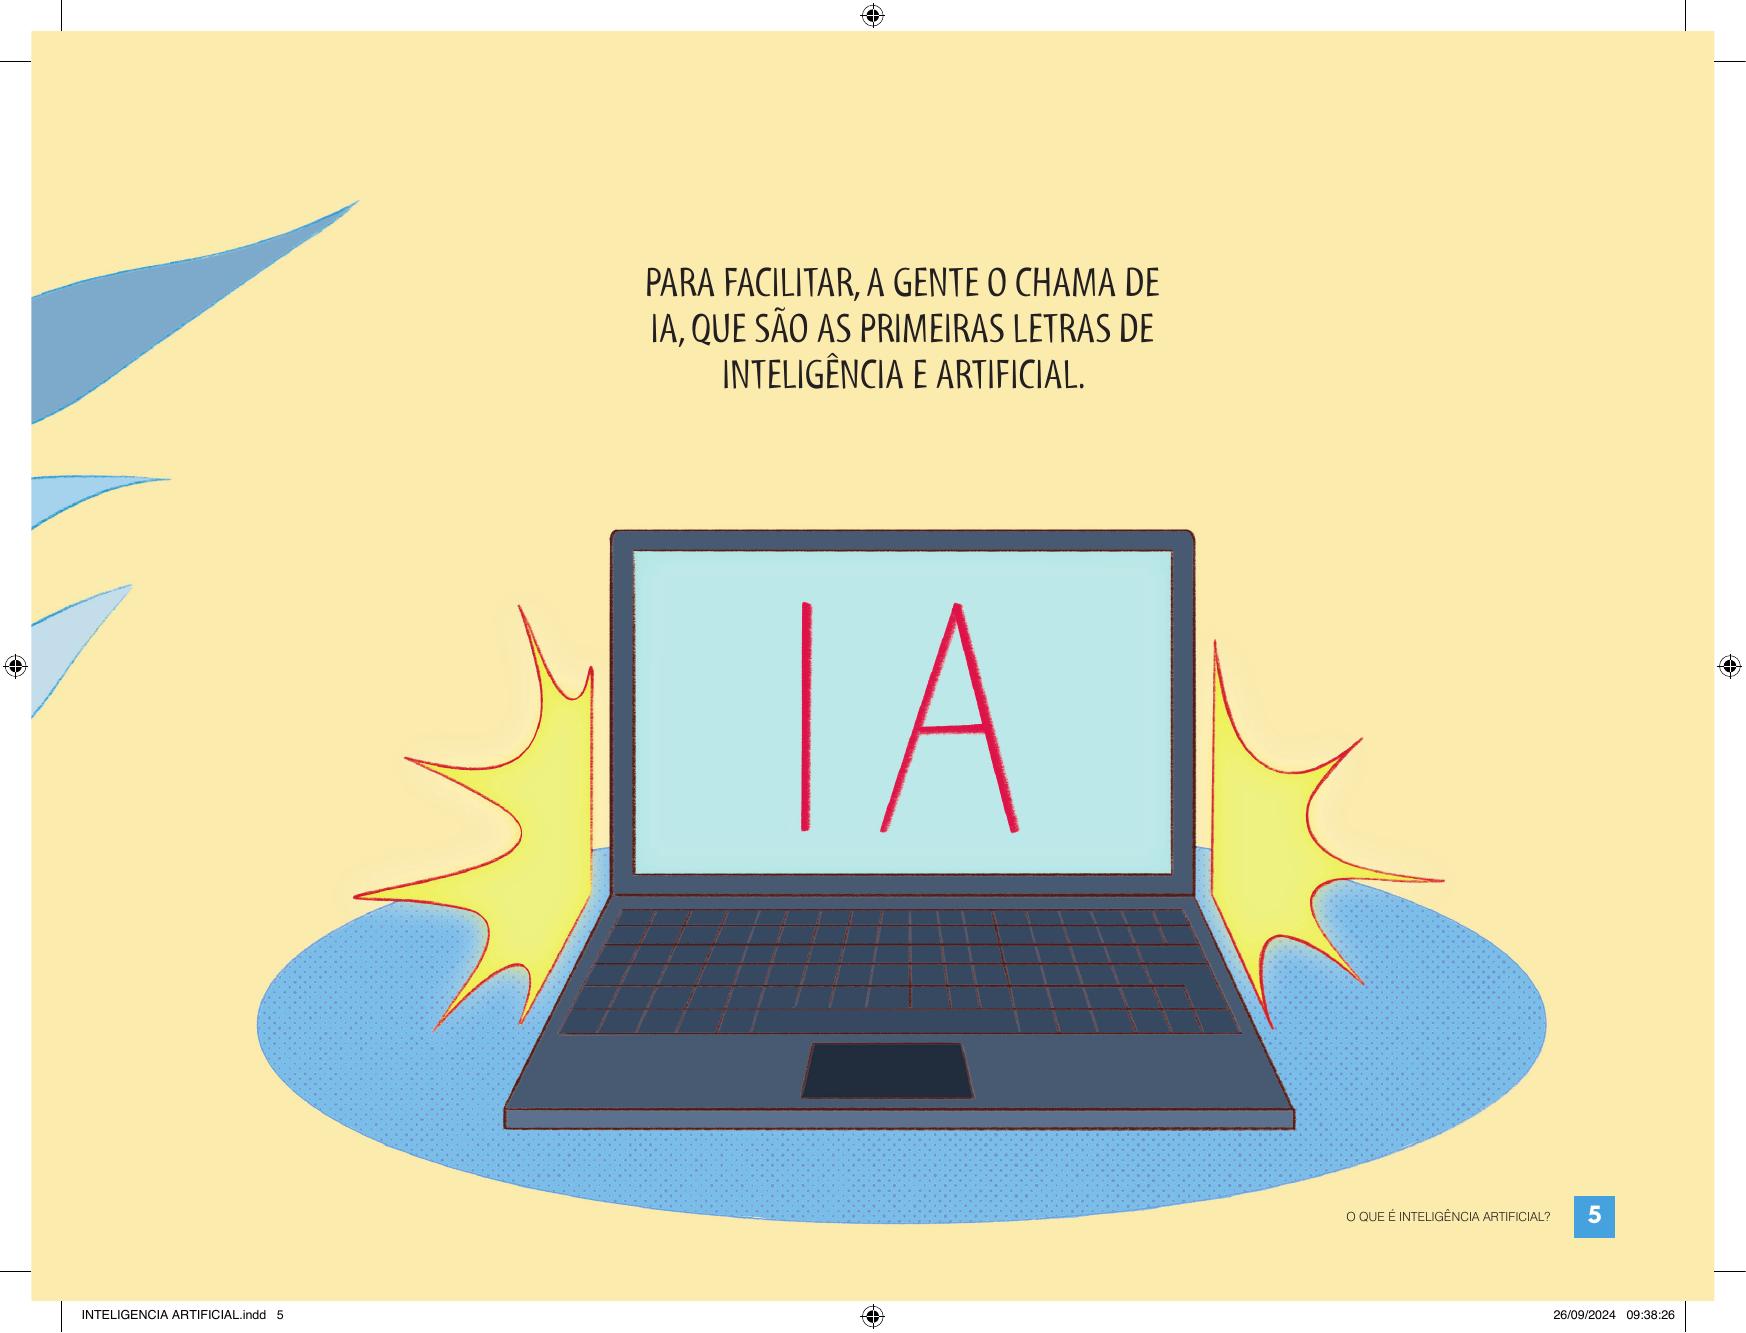 PARA FACILITAR, A GENTE O CHAMA DE
IA, QUE SÃO AS PRIMEIRAS LETRAS DE
INTELIGÊNCIA E ARTIFICIAL.
IA
O QUE É INTELIGÊNCIA ARTIFICIAL? 5
INTELIGENCIA ARTIFICIAL.indd 5 26/09/2024 09:38:26